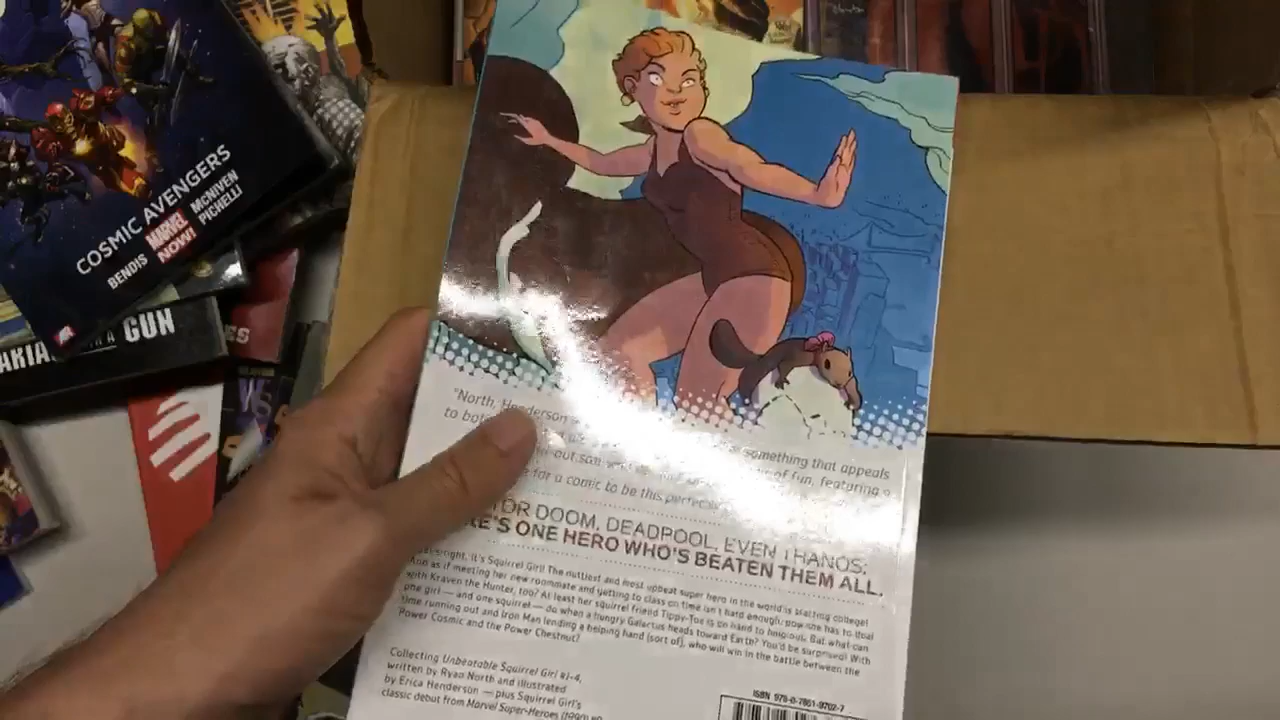 COSMIC AVENGERS
BENDIS MARVEL NOW! MCNIVEN PICHELLI
GUN
"North, Henderson
something that appeals
to
of fun, featuring a
for a comic to be this
DOOM, DEADPOOL, EVEN THANOS:
ONE HERO WHO'S BEATEN THEM ALL.
right, it's Squirrel Girl! The nuttiest and most upbeat super hero in the world is starting college!
as if meeting her new roommate and getting to class on time isn't hard enough, now she has to deal
with Kraven the Hunter, too? At least her squirrel friend Tippy-Toe is on hand to help out. But what can
one girl — and one squirrel — do when a hungry Galactus heads toward Earth? You'd be surprised! With
time running out and Iron Man lending a helping hand (sort of), who will win in the battle between the
Power Cosmic and the Power Chestnut?
Collecting Unbeatable Squirrel Girl #1-4,
written by Ryan North and illustrated
by Erica Henderson — plus Squirrel Girl's
classic debut from Marvel Super-Heroes (1990) #8
ISBN 978-0-7851-9702-7